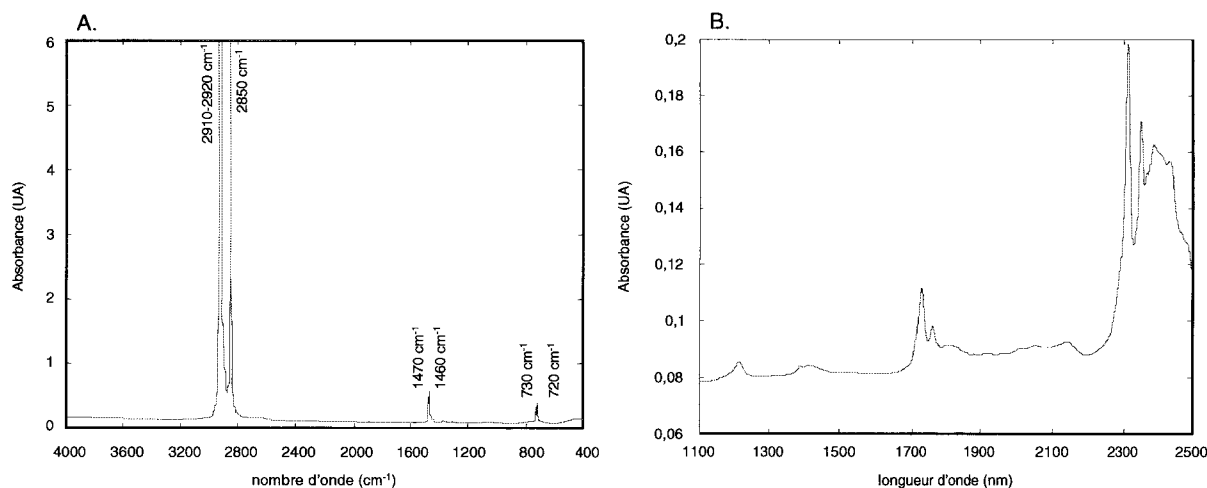 A.
Absorbance (UA)
6
5
4
3
2
1
0
2910-2920 cm⁻¹
2850 cm⁻¹
1470 cm⁻¹
1460 cm⁻¹
730 cm⁻¹
720 cm⁻¹
4000 3600 3200 2800 2400 2000 1600 1200 800 400
nombre d'onde (cm⁻¹)
B.
Absorbance (UA)
0,2
0,18
0,16
0,14
0,12
0,1
0,08
0,06
1100 1300 1500 1700 1900 2100 2300 2500
longueur d'onde (nm)